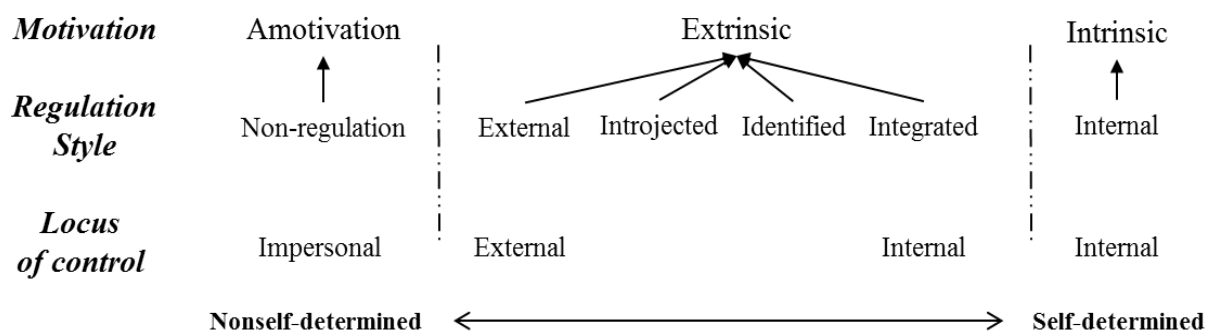 Motivation Amotivation Extrinsic Intrinsic
Regulation
Style
Non-regulation External Introjected Identified Integrated Internal
Locus
of control
Impersonal External Internal Internal
Nonself-determined Self-determined